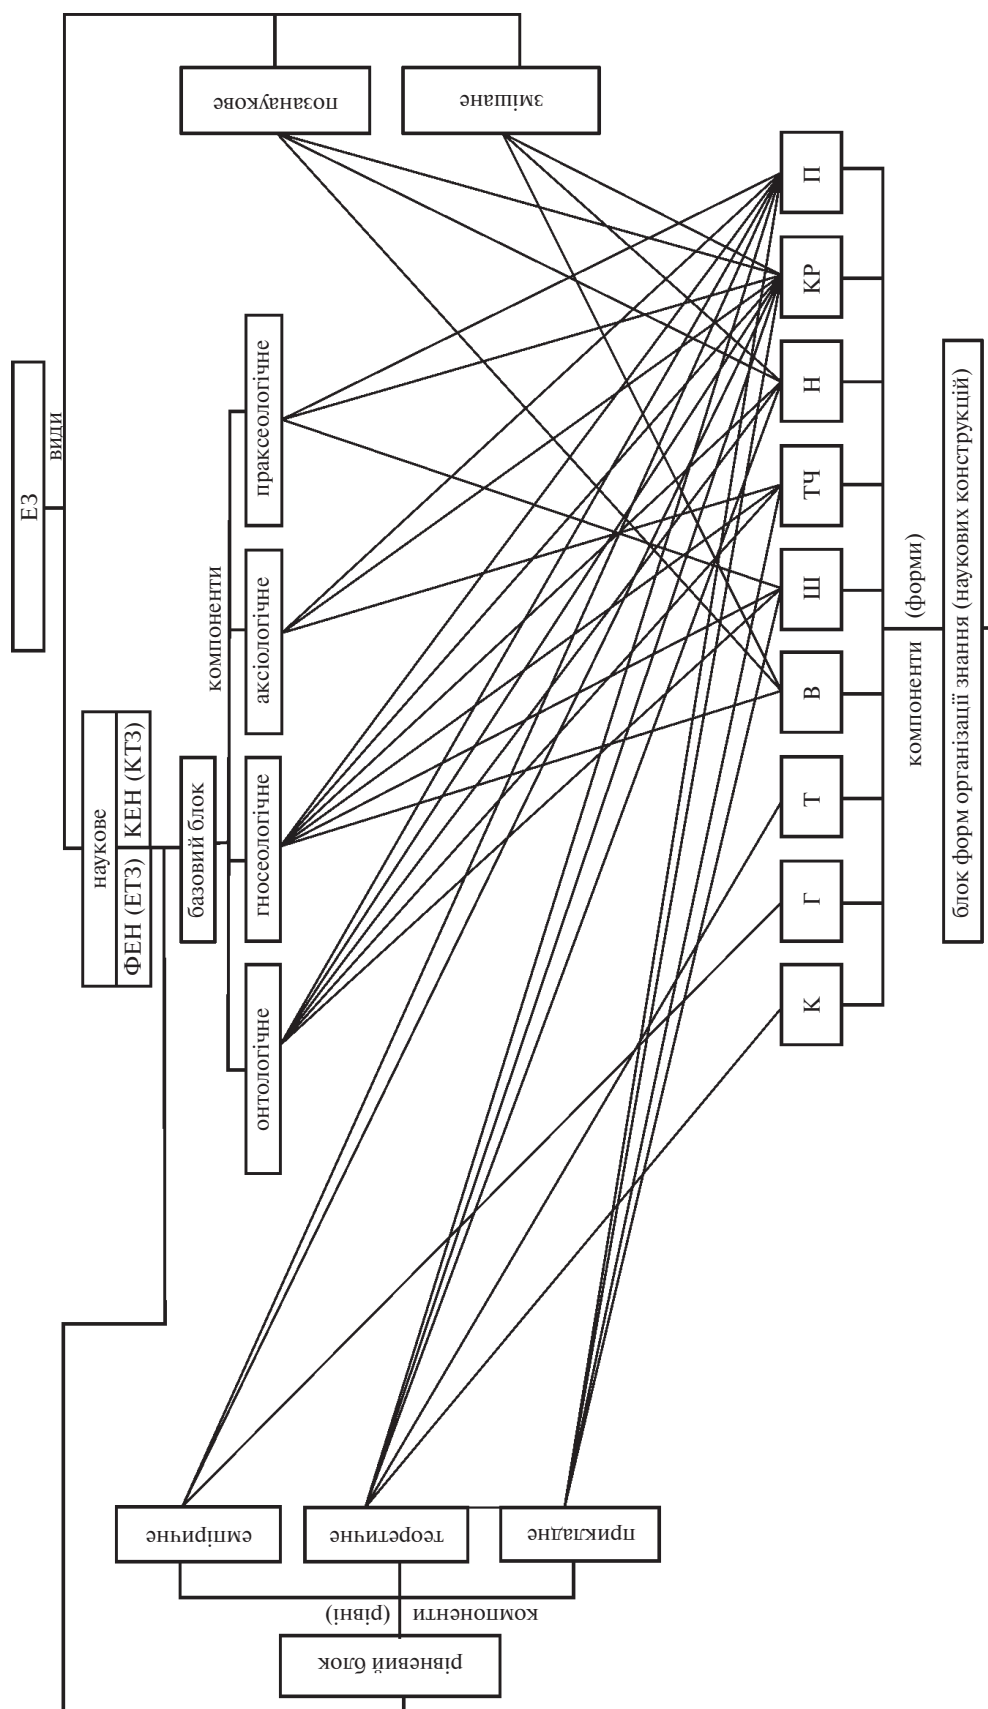 ЕЗ
види
наукове
ФЕН (ЕТЗ)
КЕН (КТЗ)
позанаукове
змішане
базовий блок
компоненти
онтологічне
гносеологічне
аксіологічне
праксеологічне
рівневий блок
компоненти
(рівні)
емпіричне
теоретичне
прикладне
К
Г
Т
В
Ш
ТЧ
Н
КР
П
компоненти (форми)
блок форм організації знання (наукових конструкцій)